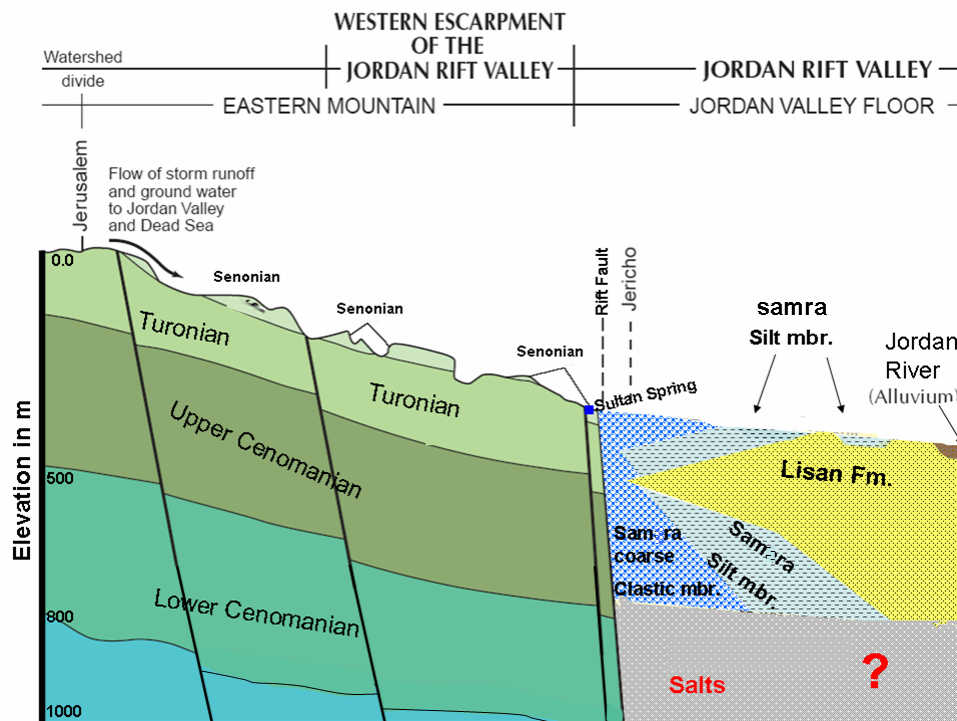 WESTERN ESCARPMENT
OF THE
JORDAN RIFT VALLEY
JORDAN RIFT VALLEY
Watershed
divide
EASTERN MOUNTAIN
JORDAN VALLEY FLOOR
Jerusalem
Flow of storm runoff
and ground water
to Jordan Valley
and Dead Sea
Rift Fault
Jericho
0.0
Senonian
Senonian
Senonian
samra
Silt mbr.
Jordan
River
(Alluvium)
Sultan Spring
Turonian
Turonian
Upper Cenomanian
Lower Cenomanian
Elevation in m
500
800
1000
Lisan Fm.
Samra
coarse
Clastic mbr.
Samra
Silt mbr.
Salts
?